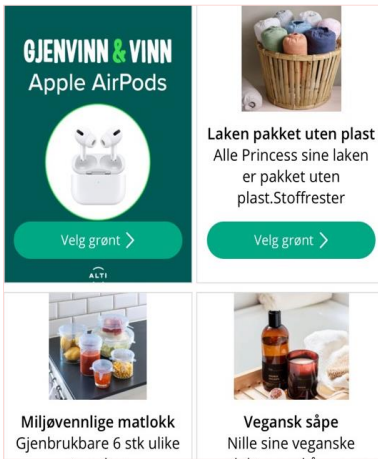 GJENVINN & VINN
Apple AirPods
Velg grønt
ALTI
Laken pakket uten plast
Alle Princess sine laken
er pakket uten
plast.Stoffrester
Velg grønt
Miljøvennlige matlokk
Gjenbrukbare 6 stk ulike
Vegansk såpe
Nille sine veganske